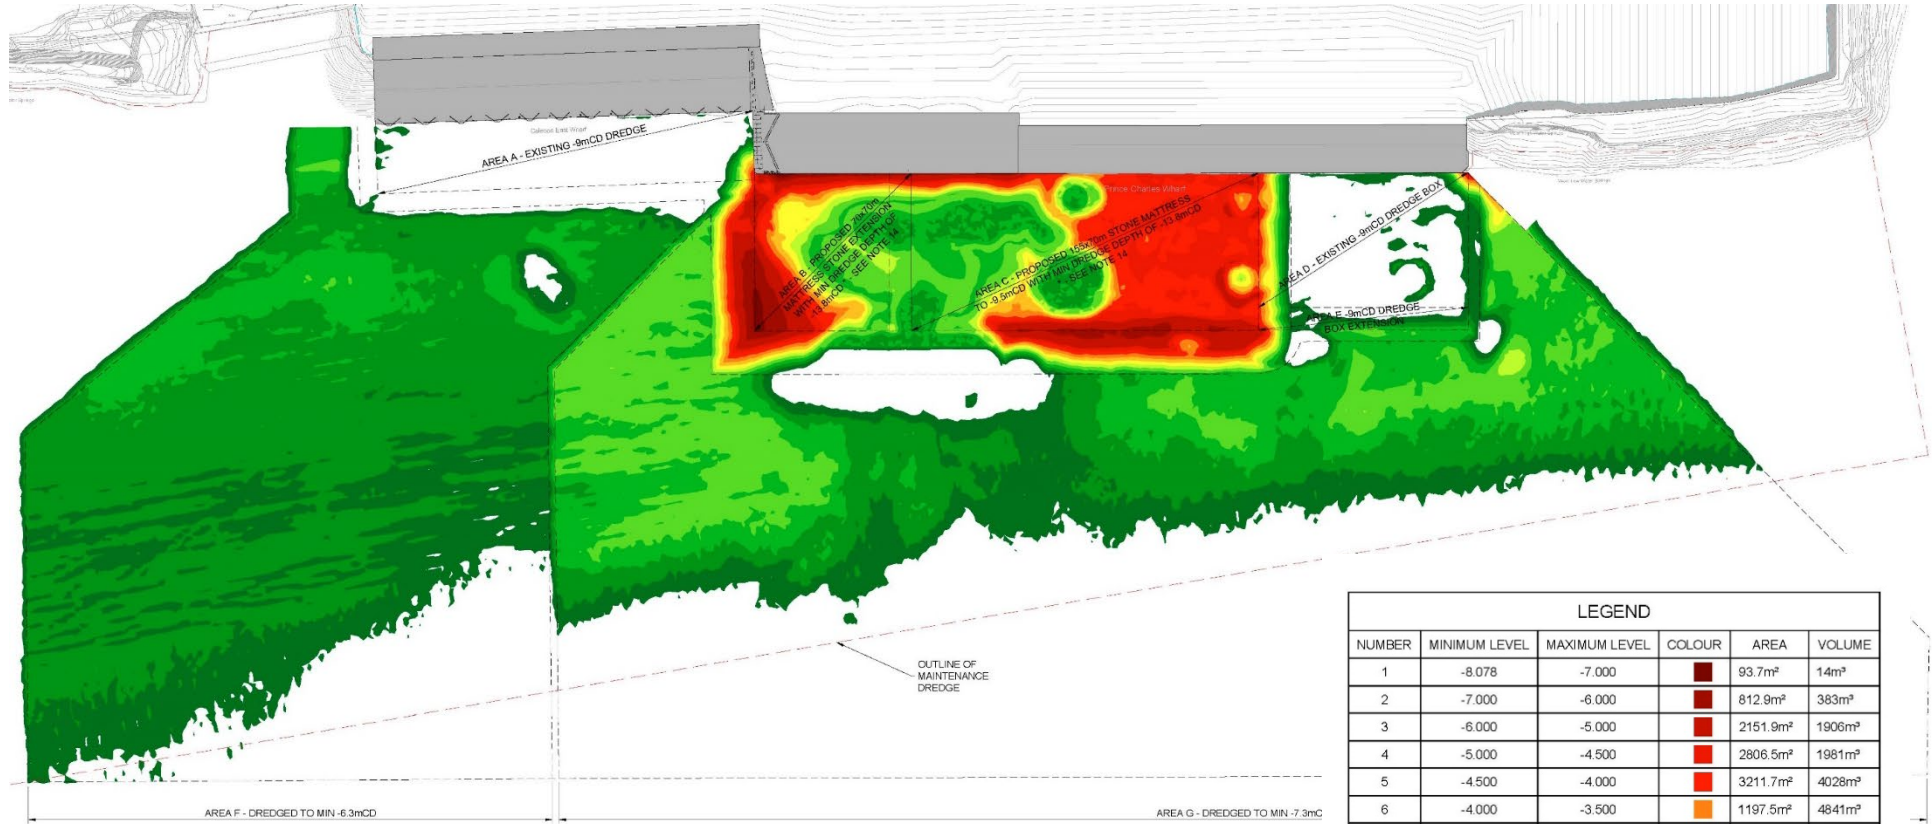 Calmac East Wharf
AREA A - EXISTING -9mCD DREDGE
Prince Charles Wharf
AREA B - PROPOSED 70x70m
MATTRESS STONE EXTENSION
WITH MIN DREDGE DEPTH OF
-13.8mCD * - SEE NOTE 14
AREA C - PROPOSED 155x70m STONE MATTRESS
TO -9.5mCD WITH MIN DREDGE DEPTH OF -13.8mCD
* - SEE NOTE 14
AREA D - EXISTING -9mCD DREDGE BOX
AREA E -9mCD DREDGE
BOX EXTENSION
OUTLINE OF
MAINTENANCE
DREDGE
AREA F - DREDGED TO MIN -6.3mCD
AREA G - DREDGED TO MIN -7.3mC
LEGEND
NUMBER MINIMUM LEVEL MAXIMUM LEVEL COLOUR AREA VOLUME
1 -8.078 -7.000 93.7m² 14m³
2 -7.000 -6.000 812.9m² 383m³
3 -6.000 -5.000 2151.9m² 1906m³
4 -5.000 -4.500 2806.5m² 1981m³
5 -4.500 -4.000 3211.7m² 4028m³
6 -4.000 -3.500 1197.5m² 4841m³